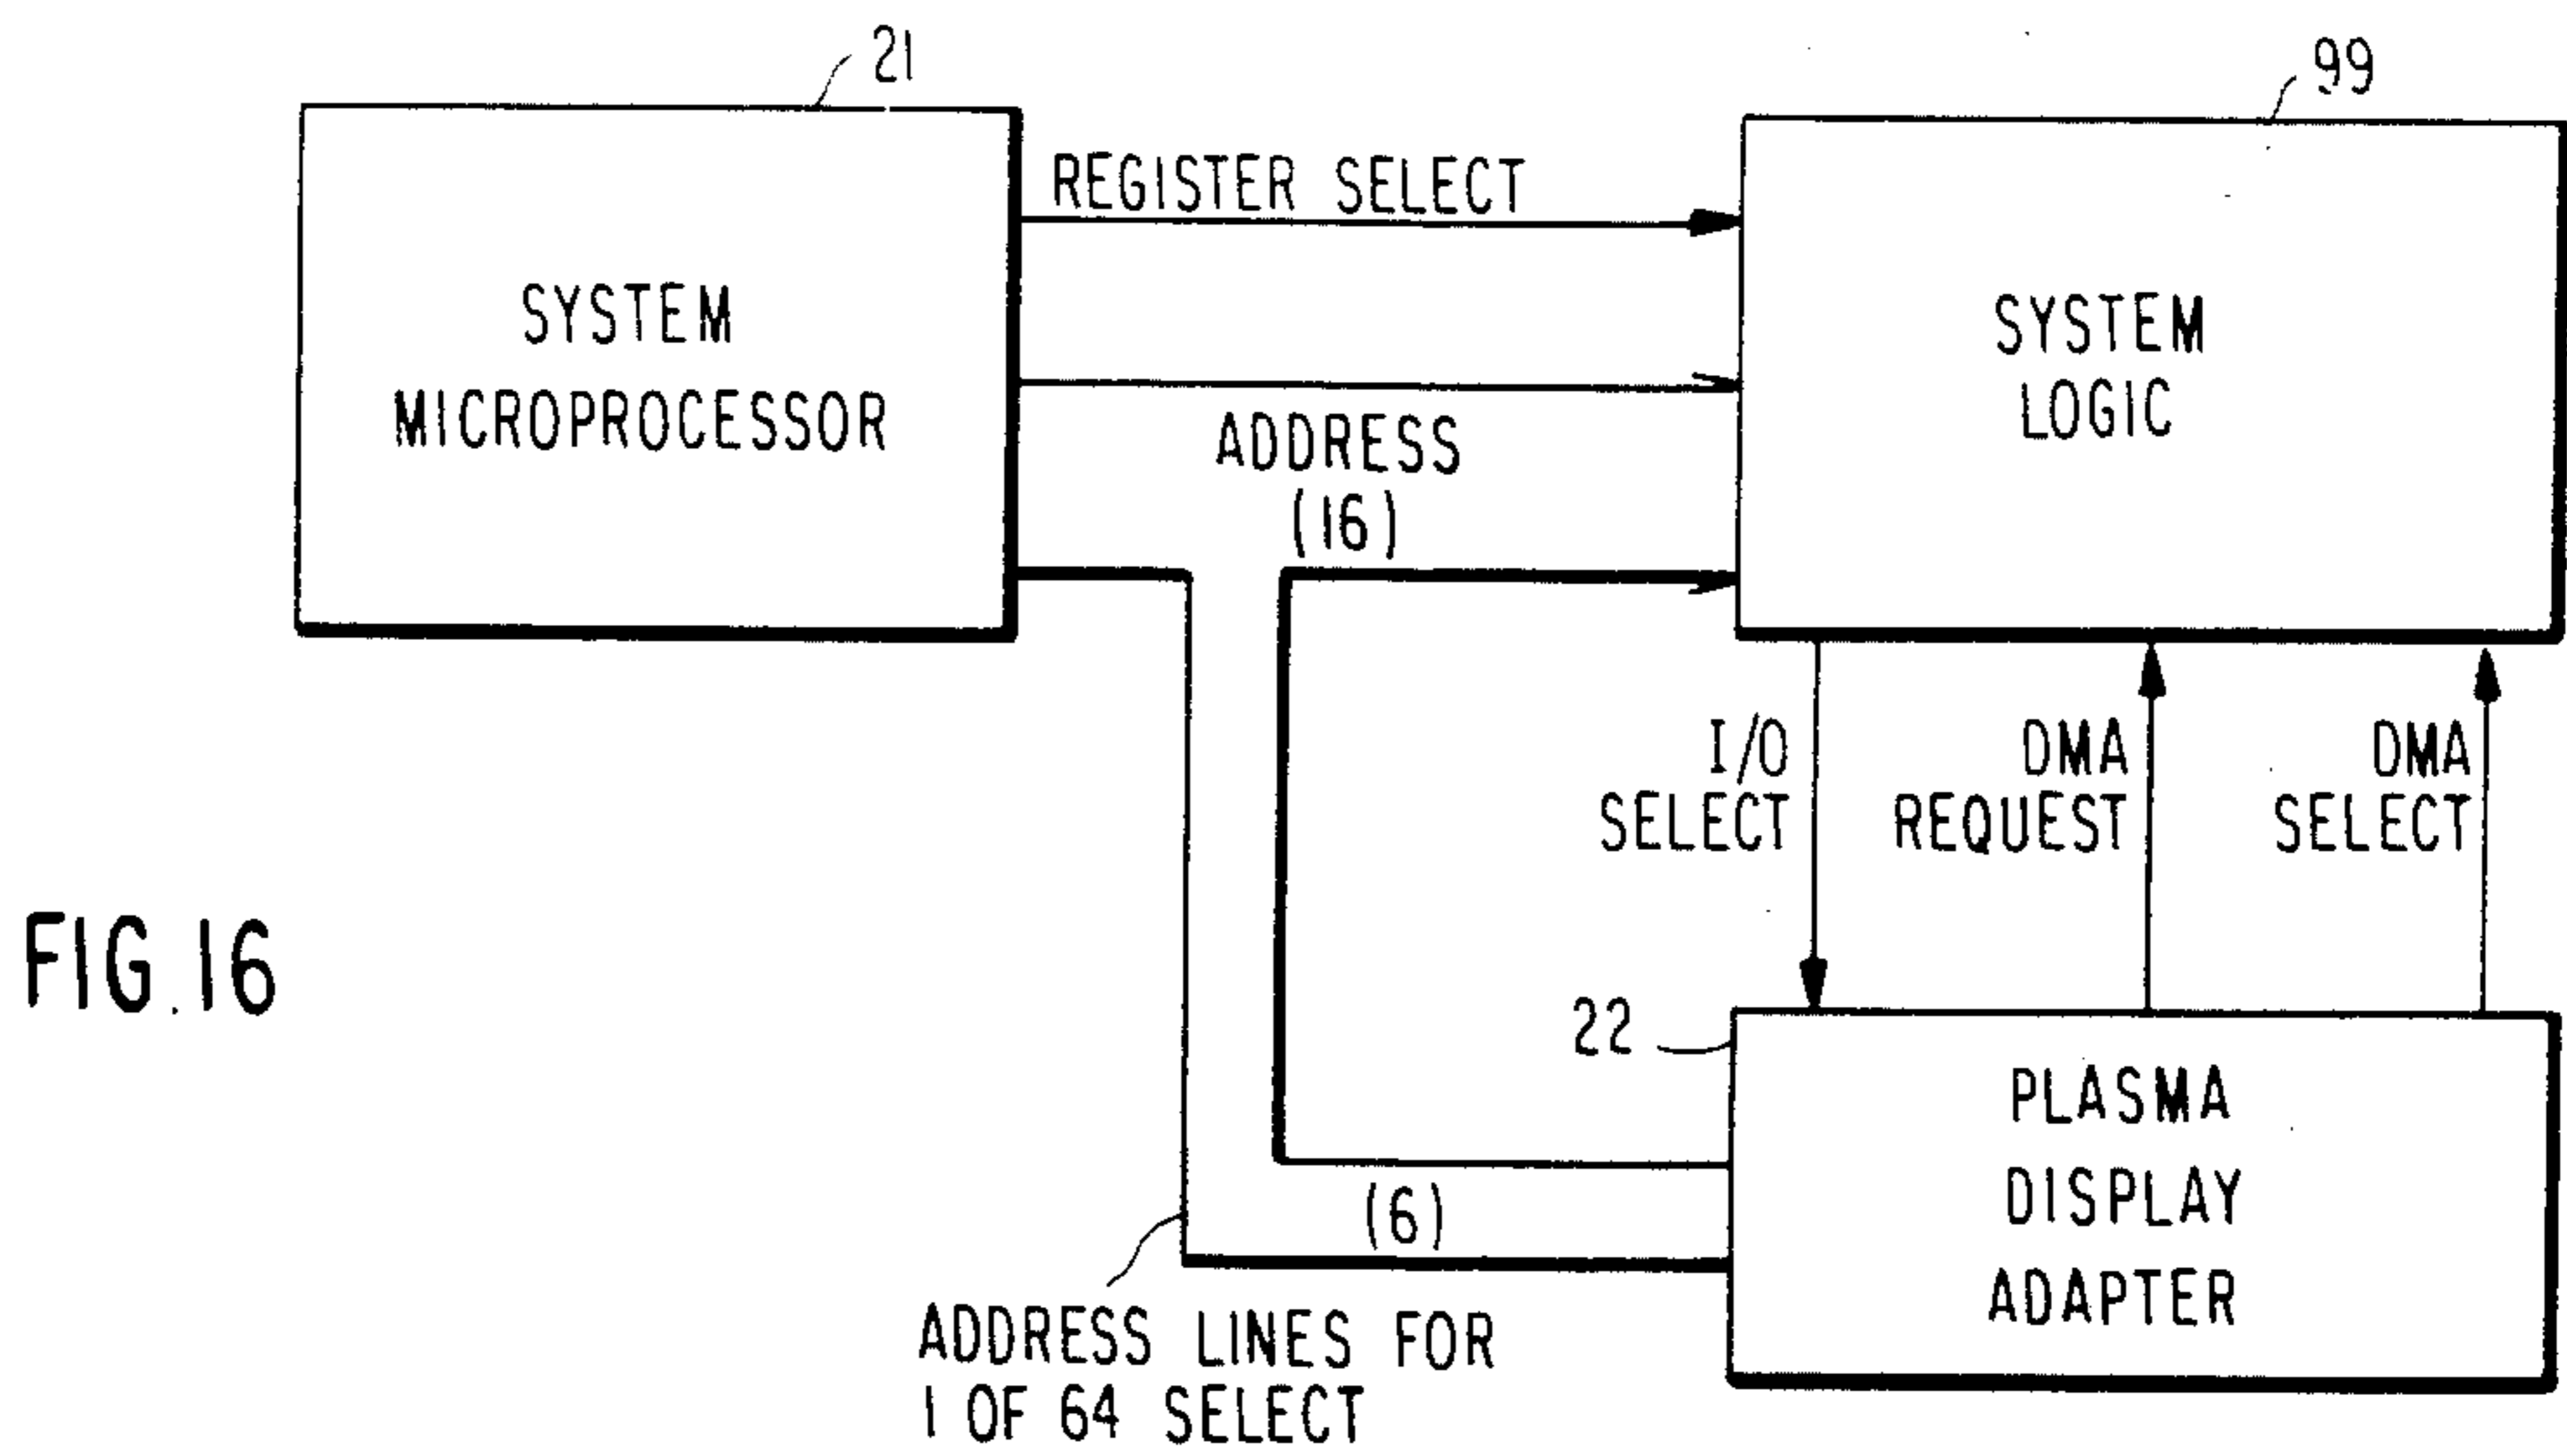 21
99
REGISTER SELECT
SYSTEM
MICROPROCESSOR
SYSTEM
LOGIC
ADDRESS
(16)
I/O
SELECT
DMA
REQUEST
DMA
SELECT
FIG.16
22
PLASMA
DISPLAY
ADAPTER
(6)
ADDRESS LINES FOR
1 OF 64 SELECT